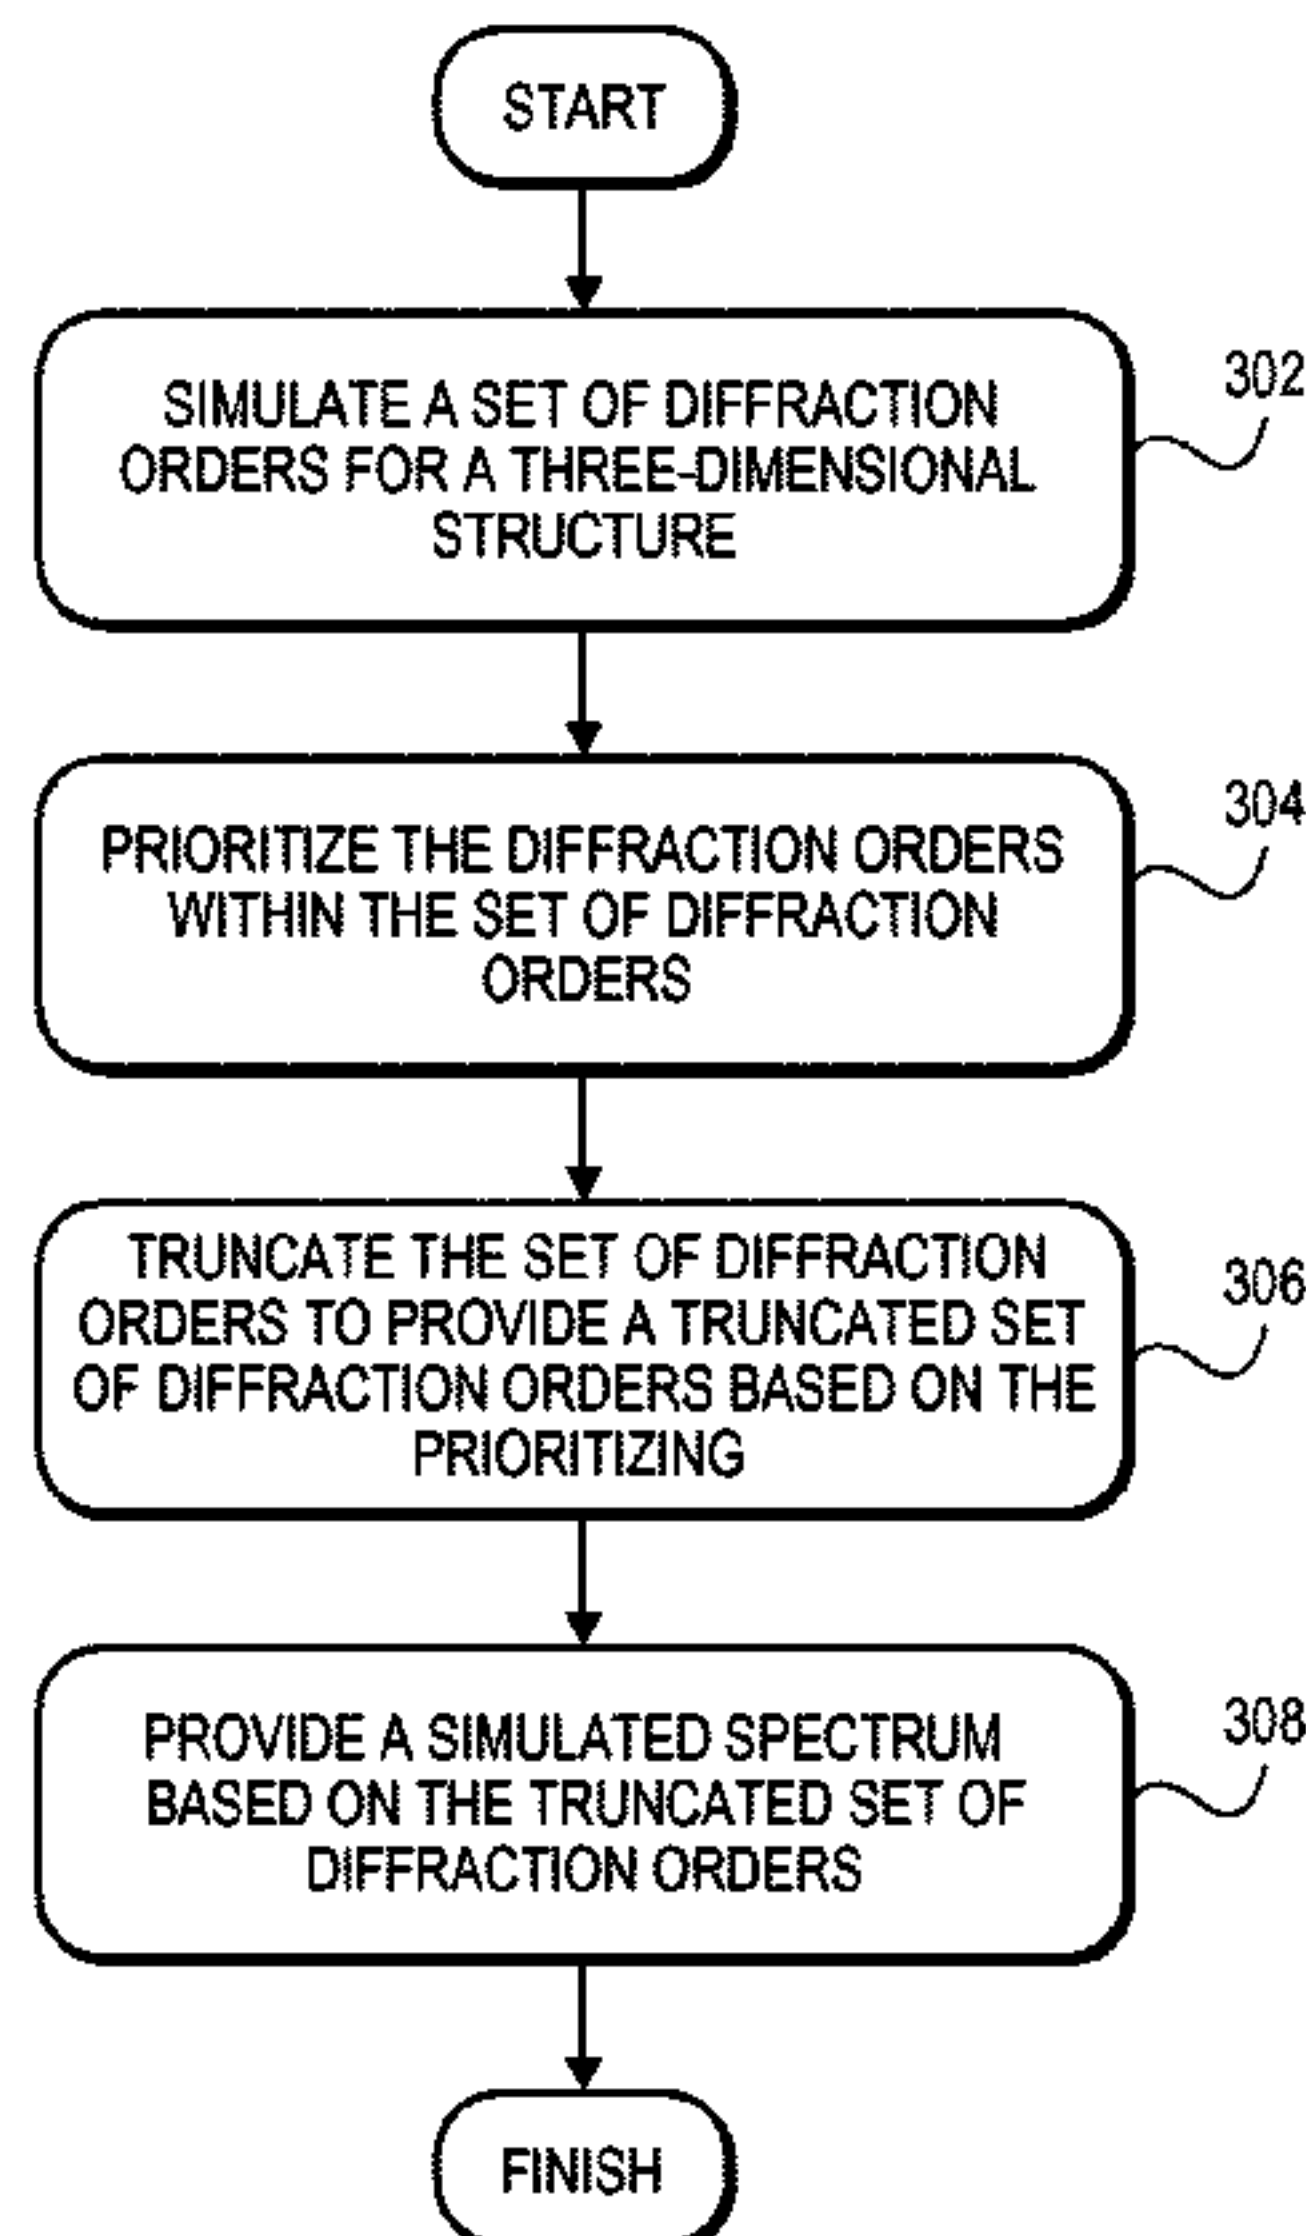 START
SIMULATE A SET OF DIFFRACTION
ORDERS FOR A THREE-DIMENSIONAL
STRUCTURE
302
PRIORITIZE THE DIFFRACTION ORDERS
WITHIN THE SET OF DIFFRACTION
ORDERS
304
TRUNCATE THE SET OF DIFFRACTION
ORDERS TO PROVIDE A TRUNCATED SET
OF DIFFRACTION ORDERS BASED ON THE
PRIORITIZING
306
PROVIDE A SIMULATED SPECTRUM
BASED ON THE TRUNCATED SET OF
DIFFRACTION ORDERS
308
FINISH